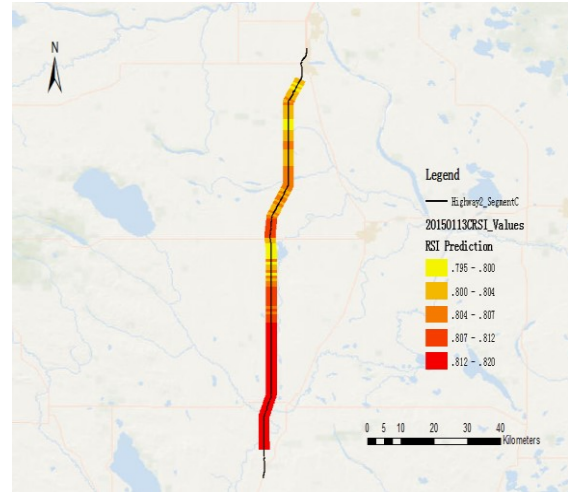 N
Legend
Highway2_SegmentC
20150113CRSI_Values
RSI Prediction
.795 - .800
.800 - .804
.804 - .807
.807 - .812
.812 - .820
0 5 10 20 30 40
Kilometers